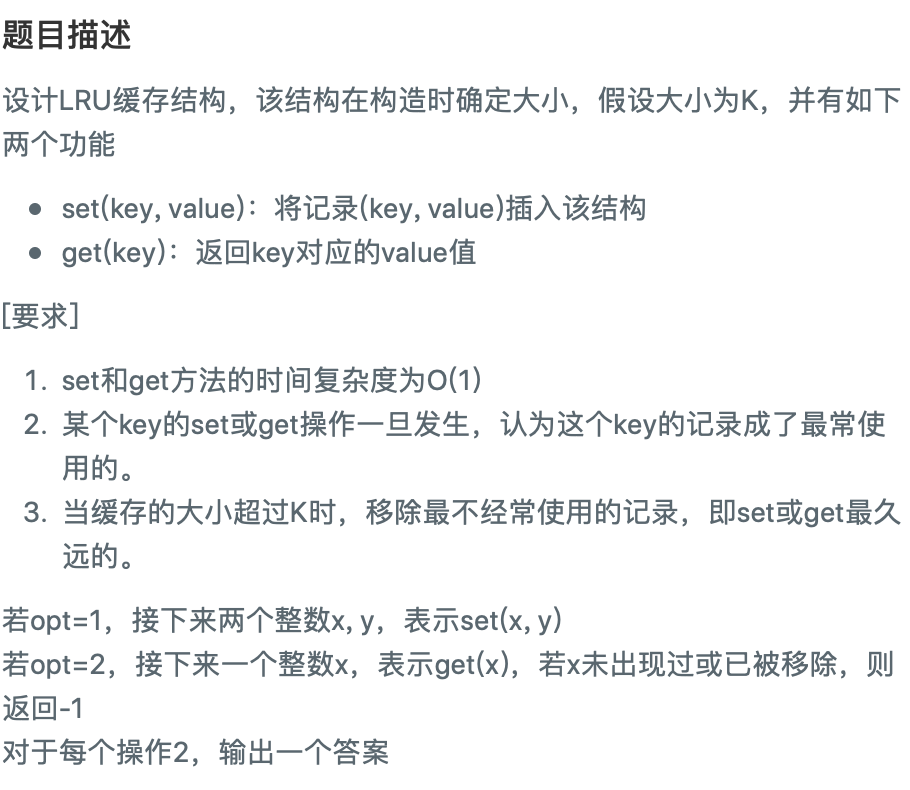 题目描述
设计LRU缓存结构，该结构在构造时确定大小，假设大小为K，并有如下
两个功能
• set(key, value)：将记录(key, value)插入该结构
• get(key)：返回key对应的value值
[要求]
1. set和get方法的时间复杂度为O(1)
2. 某个key的set或get操作一旦发生，认为这个key的记录成了最常使
用的。
3. 当缓存的大小超过K时，移除最不经常使用的记录，即set或get最久
远的。
若opt=1，接下来两个整数x, y，表示set(x, y)
若opt=2，接下来一个整数x，表示get(x)，若x未出现过或已被移除，则
返回-1
对于每个操作2，输出一个答案